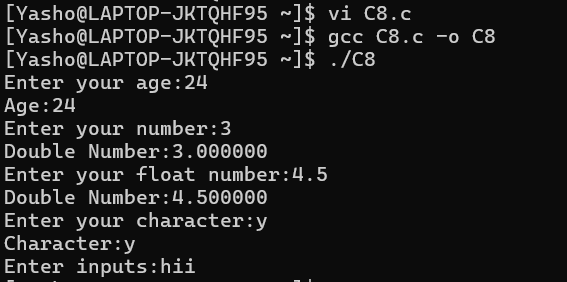 [Yasho@LAPTOP-JKTQHF95 ~]$ vi C8.c
[Yasho@LAPTOP-JKTQHF95 ~]$ gcc C8.c -o C8
[Yasho@LAPTOP-JKTQHF95 ~]$ ./C8
Enter your age:24
Age:24
Enter your number:3
Double Number:3.000000
Enter your float number:4.5
Double Number:4.500000
Enter your character:y
Character:y
Enter inputs:hii